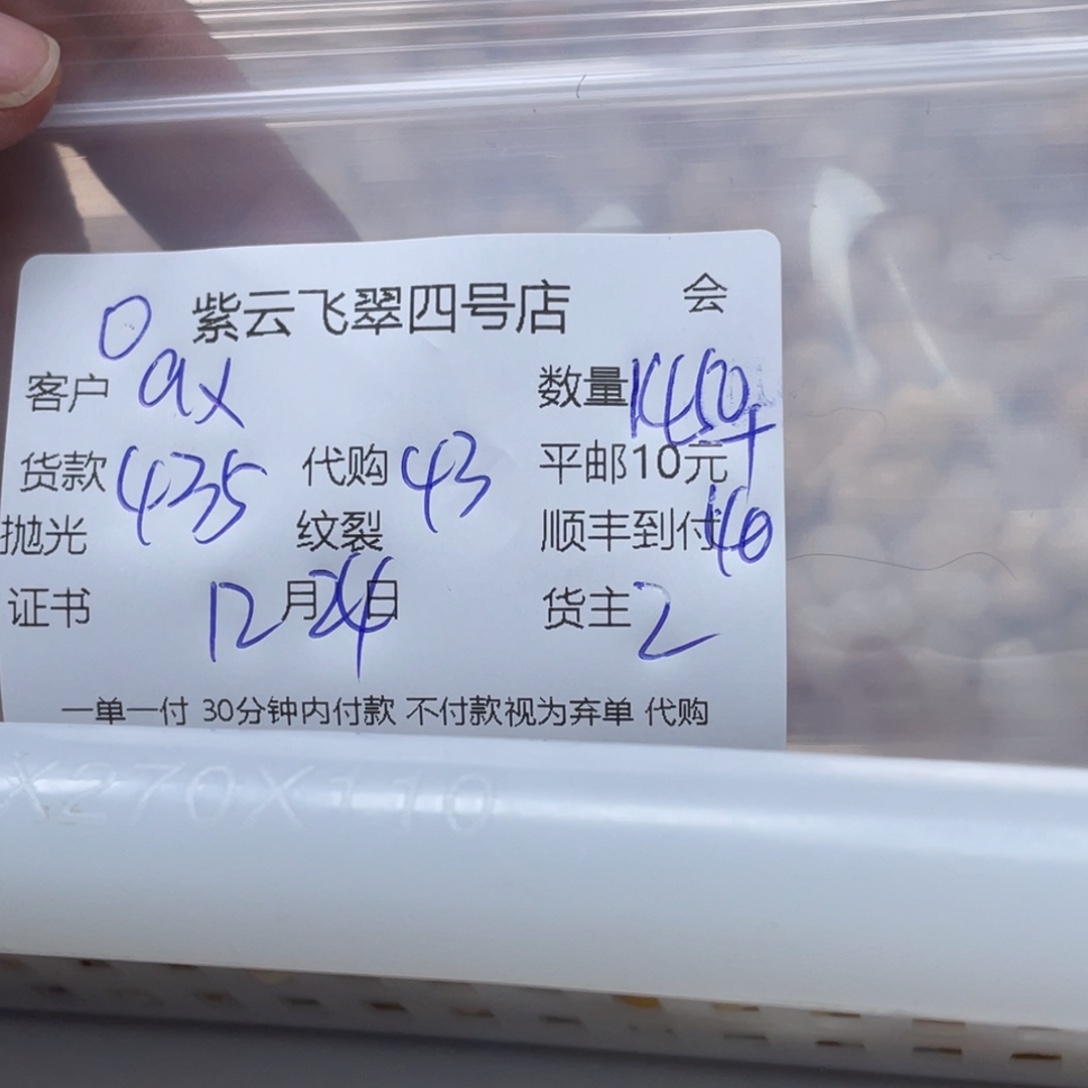 0 紫云飞翠四号店 会
客户 ax 数量 1450+
货款 435 代购 43 平邮10元
抛光 纹裂 顺丰到付 40
证书 12月24日 货主 2
一单一付 30分钟内付款 不付款视为弃单 代购
X270X110